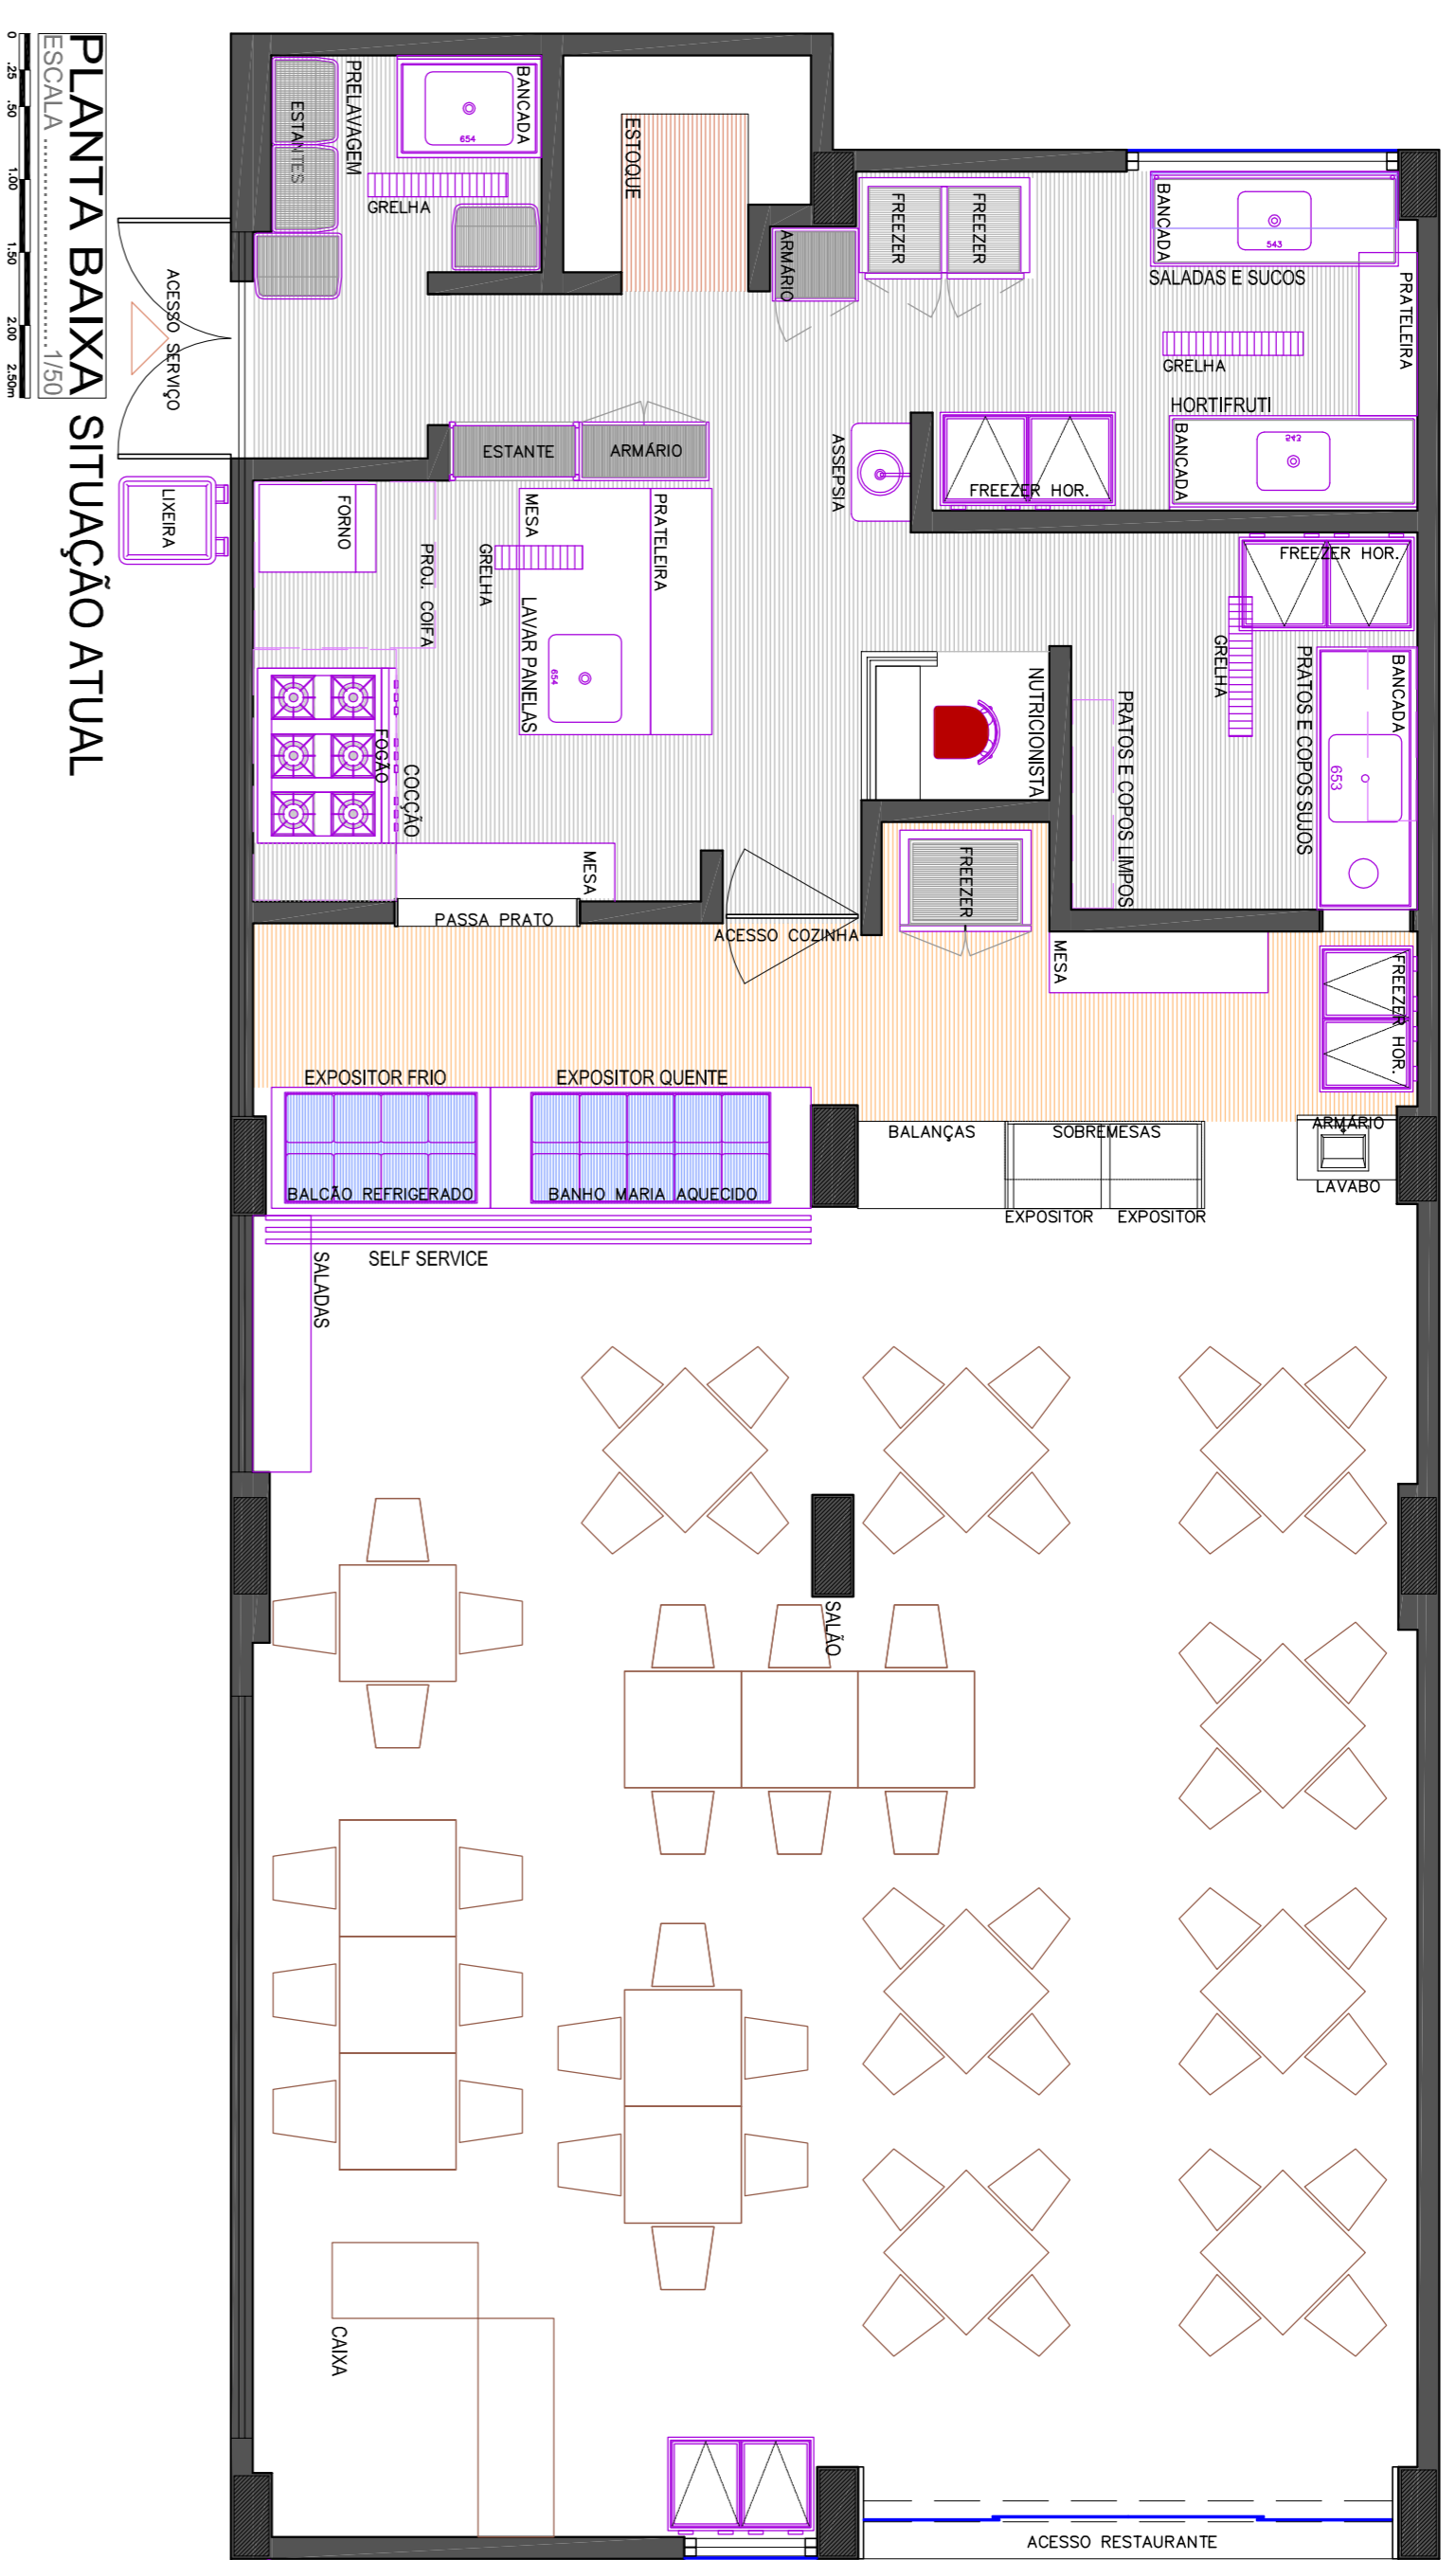 PLANTA BAIXA SITUAÇÃO ATUAL
ESCALA ........................1/50
0 .25 .50 1.00 1.50 2.00 2.50m
BANCADA
654
PRELAVAGEM
ESTANTES
GRELHA
ESTOQUE
ARMÁRIO
FREEZER
FREEZER
BANCADA
543
SALADAS E SUCOS
PRATELEIRA
GRELHA
HORTIFRUTI
BANCADA
543
FREEZER HOR.
ACESSO SERVIÇO
LIXEIRA
ESTANTE
ARMÁRIO
ASSEPSIA
FORNO
PROJ. COIFA
MESA
GRELHA
PRATELEIRA
LAVAR PANELAS
654
FOGÃO
COCÇÃO
MESA
NUTRICIONISTA
FREEZER HOR.
GRELHA
BANCADA
653
PRATOS E COPOS SUJOS
PRATOS E COPOS LIMPOS
PASSA PRATO
ACESSO COZINHA
FREEZER
MESA
FREEZER HOR.
EXPOSITOR FRIO
EXPOSITOR QUENTE
BALCÃO REFRIGERADO
BANHO MARIA AQUECIDO
BALANÇAS
SOBREMESAS
ARMÁRIO
LAVABO
EXPOSITOR
EXPOSITOR
SELF SERVICE
SALADAS
SALÃO
CAIXA
ACESSO RESTAURANTE